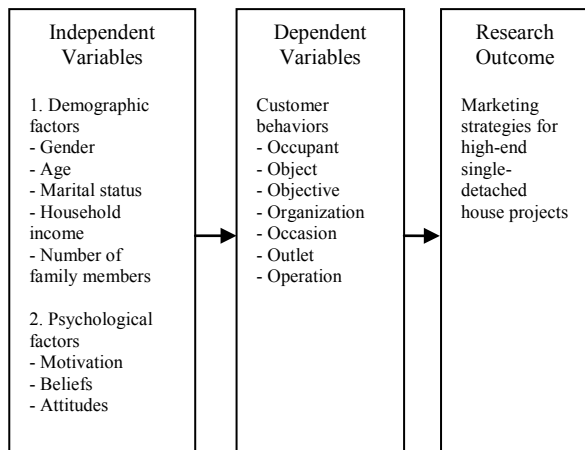 Independent
Variables
1. Demographic
factors
- Gender
- Age
- Marital status
- Household
income
- Number of
family members
2. Psychological
factors
- Motivation
- Beliefs
- Attitudes
Dependent
Variables
Customer
behaviors
- Occupant
- Object
- Objective
- Organization
- Occasion
- Outlet
- Operation
Research
Outcome
Marketing
strategies for
high-end
single-
detached
house projects